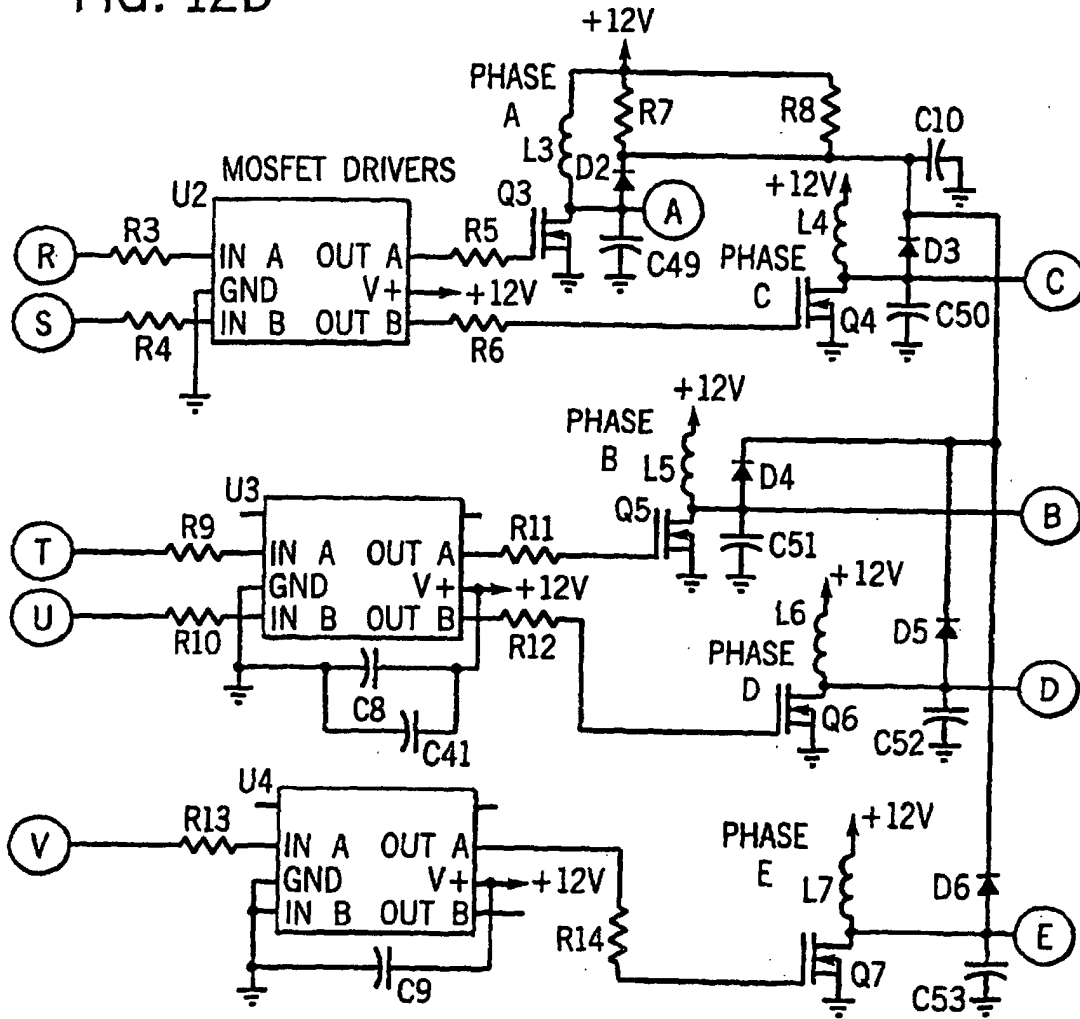 FIG. 12B
+12V
PHASE
A
R7
R8
C10
L3
D2
+12V
MOSFET DRIVERS
U2
Q3
A
L4
R
R3
IN A OUT A
R5
C49
PHASE
C
D3
C
GND V+
+12V
S
R4
IN B OUT B
R6
Q4
C50
+12V
PHASE
B
L5
D4
U3
Q5
B
T
R9
IN A OUT A
R11
C51
GND V+
+12V
+12V
U
R10
IN B OUT B
R12
L6
D5
PHASE
D
D
C8
Q6
C52
C41
U4
V
R13
IN A OUT A
PHASE
E
+12V
GND V+
+12V
L7
D6
IN B OUT B
R14
E
C9
Q7
C53